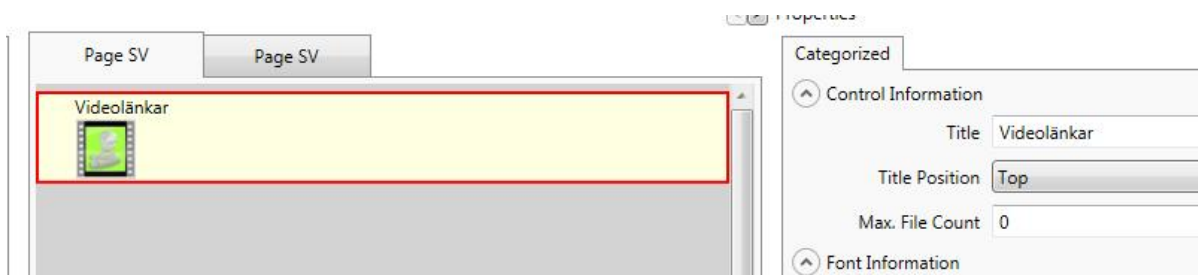 Properties
Page SV
Page SV
Categorized
Videolänkar
Control Information
Title Videolänkar
Title Position Top
Max. File Count 0
Font Information